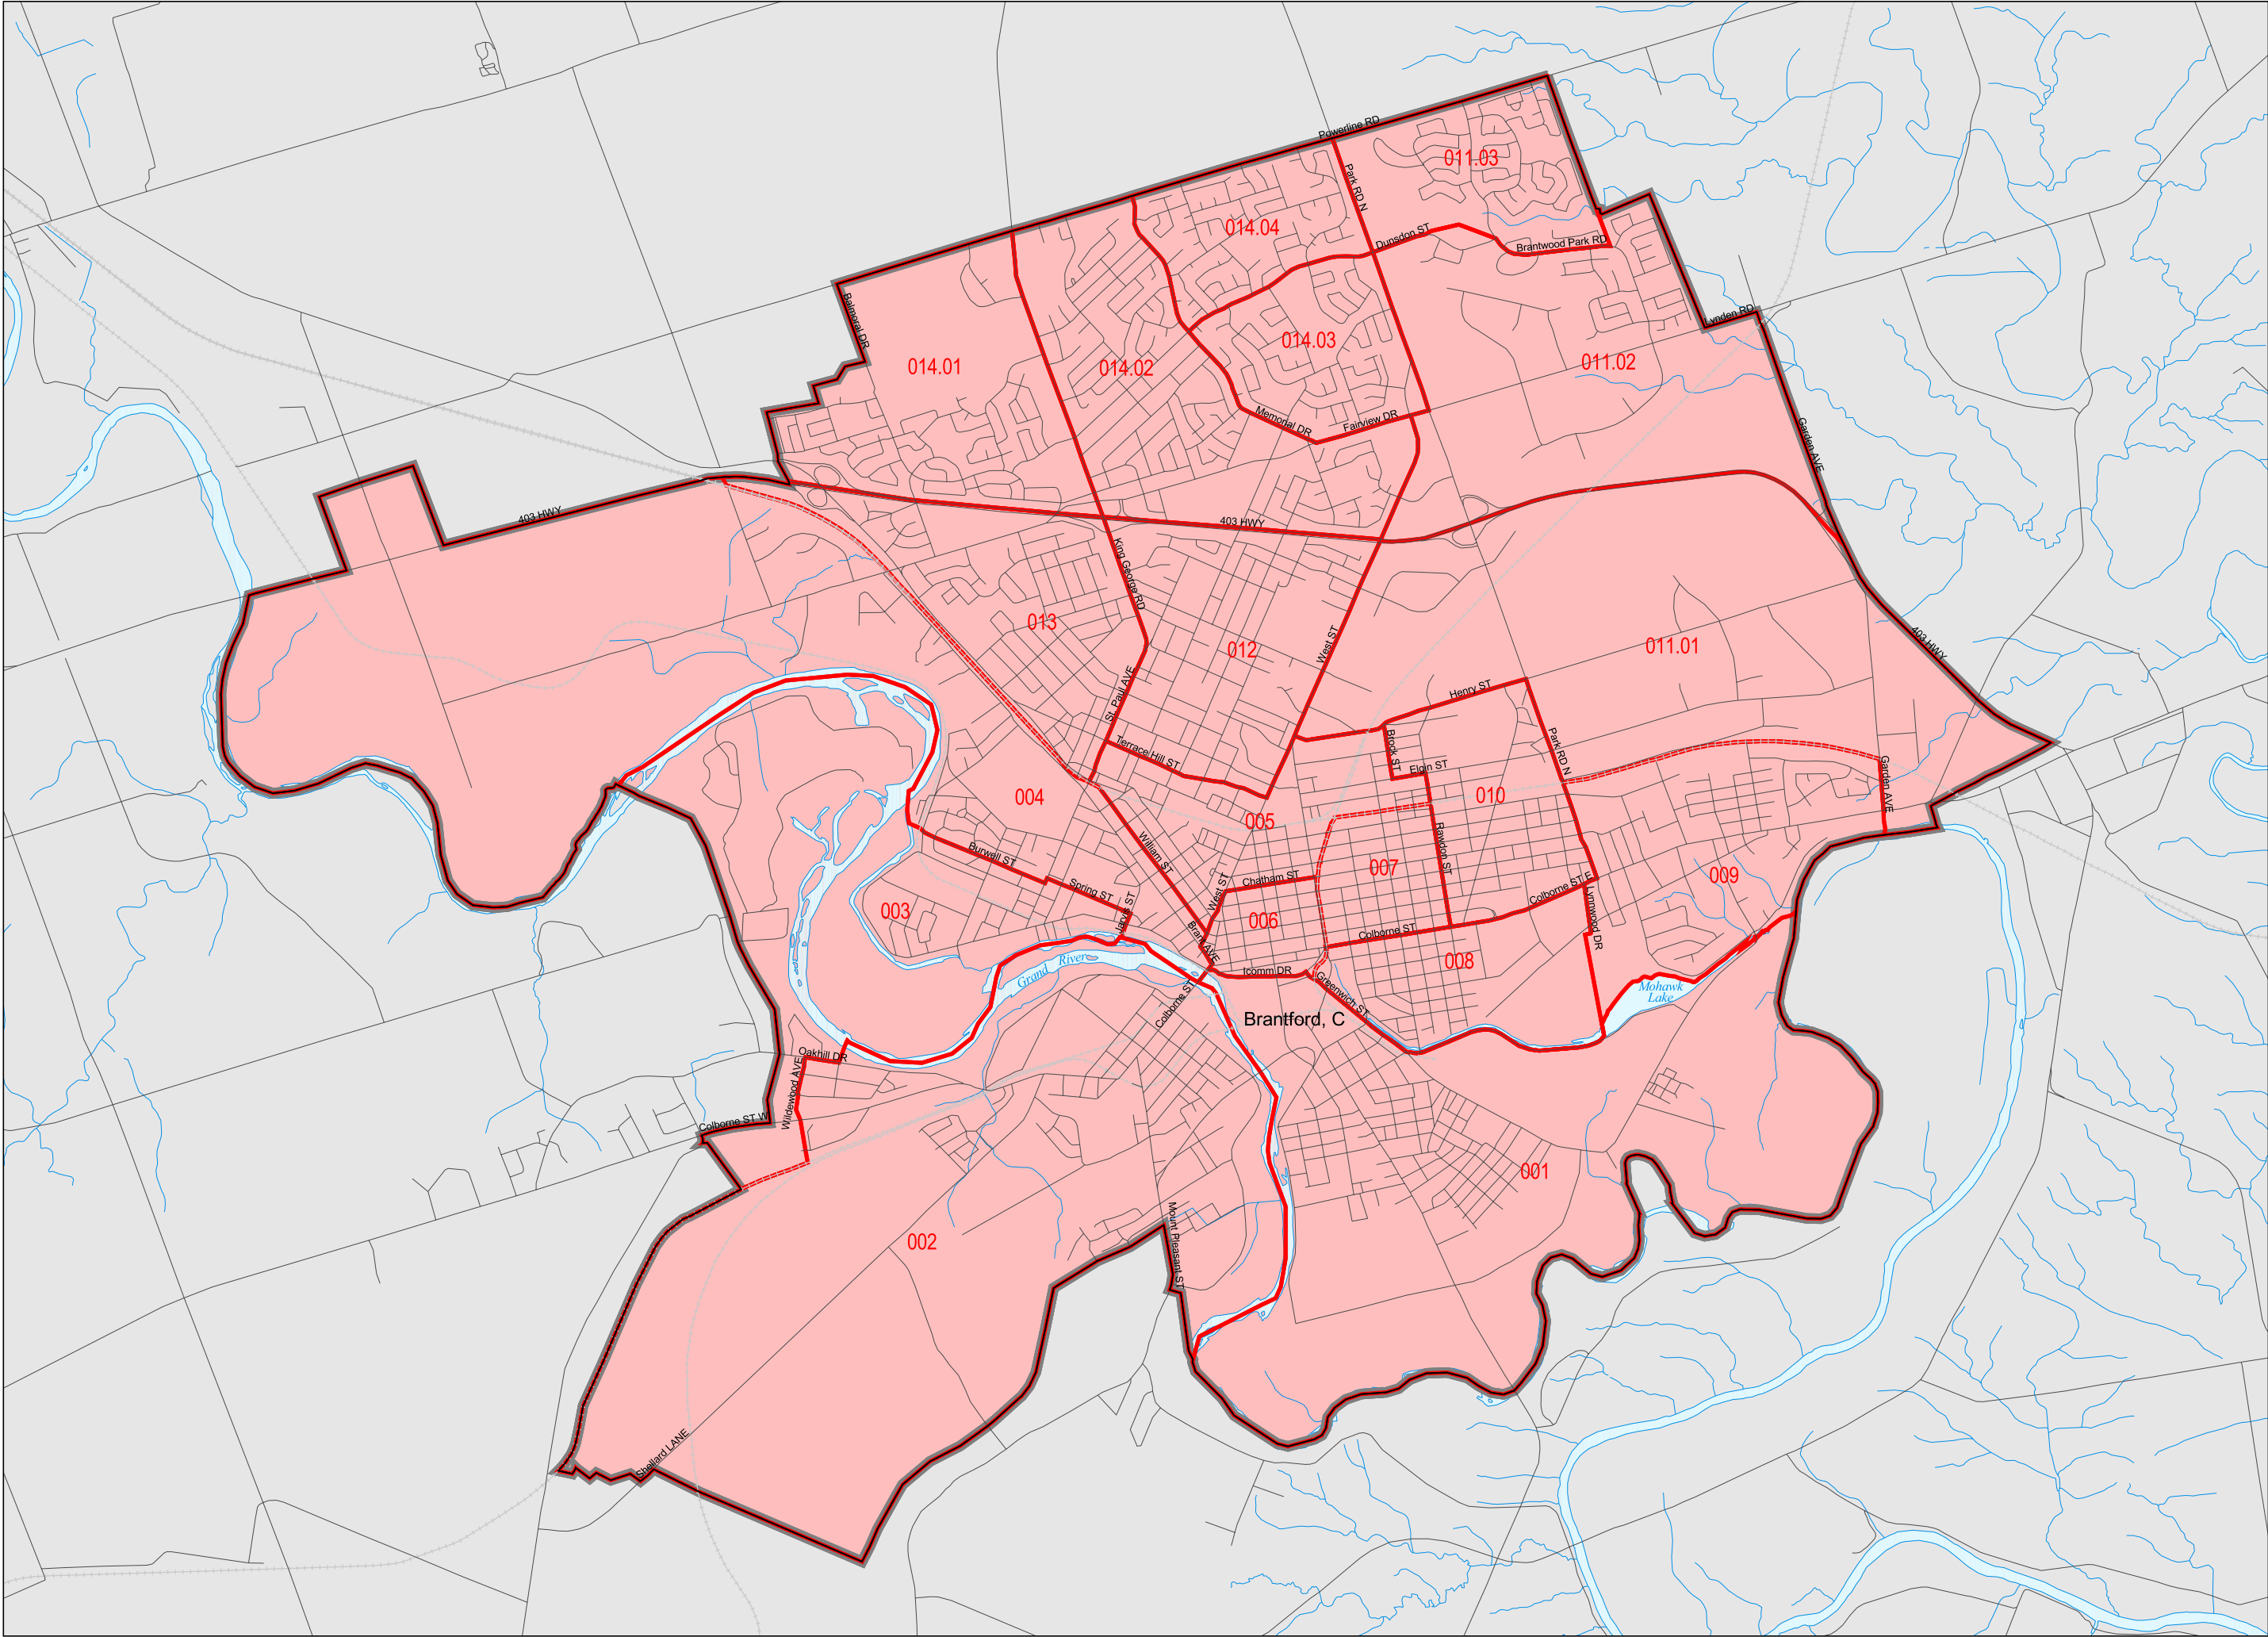 Powerline RD
011.03
Park RD N
014.04
Dunsdon ST
Brantwood Park RD
Balmoral DR
Lynden RD
014.03
014.01
014.02
011.02
Memorial DR
Fairview DR
Garden AVE
403 HWY
403 HWY
King George RD
013
012
West ST
011.01
403 HWY
St. Paul AVE
Henry ST
Terrace Hill ST
Brock ST
Park RD N
Elgin ST
Garden AVE
004
010
005
William ST
Rawdon ST
Burwell ST
007
Spring ST
West ST
Chatham ST
Colborne ST E
009
003
Jarvis ST
006
Lynnwood DR
Brant AVE
Colborne ST
Grand River
008
Icomm DR
Greenwich ST
Mohawk
Lake
Colborne ST
Brantford, C
Oakhill DR
Wildewood AVE
Colborne ST W
001
Mount Pleasant ST
002
Shellard LANE